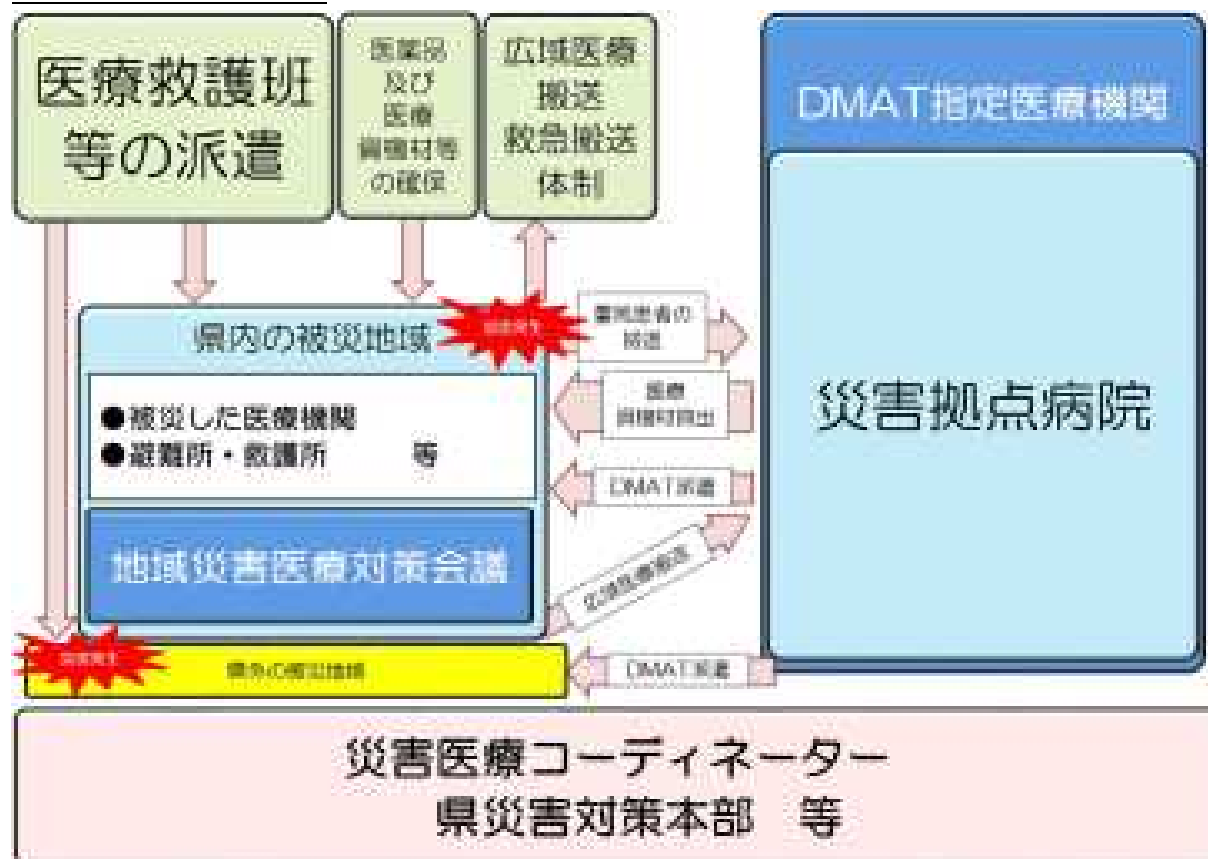 医療救護班
等の派遣
医薬品
及び
医療
資機材等
の確保
広域医療
搬送
救急搬送
体制
DMAT指定医療機関
災害拠点病院
県内の被災地域
●被災した医療機関
●避難所・救護所 等
地域災害医療対策会議
重症患者の
搬送
医療
資機材貸出
DMAT派遣
広域医療搬送
県外の被災地域
DMAT派遣
災害医療コーディネーター
県災害対策本部 等